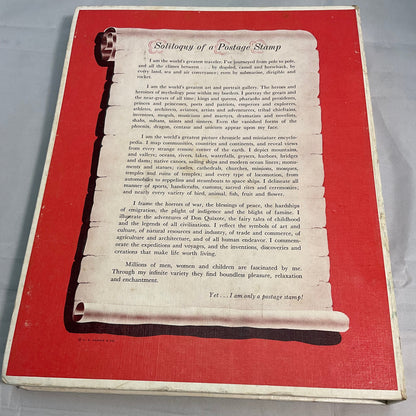 Soliloquy of a Postage Stamp
I am the world's greatest traveler. I've journeyed from pole to pole,
and all the climes between . . . by dogsled, camel and horseback, by
every land, sea and air conveyance; even by submarine, dirigible and
rocket.
I am the world's greatest art and portrait gallery. The heroes and
heroines of mythology pose within my borders. I portray the great and
the near-great of all time; kings and queens, pharaohs and presidents,
princes and princesses, poets and patriots, emperors and explorers,
athletes, architects, aviators, artists and adventurers, tribal chieftains,
inventors, moguls, musicians and martyrs, dramatists and novelists,
shahs, sultans, saints and sinners. Even the vanished forms of the
phoenix, dragon, centaur and unicorn appear upon my face.
I am the world's greatest picture chronicle and miniature encyclo-
pedia. I map communities, counties and continents, and reveal views
from every strange remote corner of the earth. I depict mountains,
and valleys; oceans, rivers, lakes, waterfalls, geysers, harbors, bridges
and dams; native canoes, sailing ships and modern ocean liners; monu-
ments and statues; castles, cathedrals, churches, missions, mosques,
temples and ruins of temples; and every type of locomotion, from
automobiles to zeppelins and steamboats to space ships. I delineate all
manner of sports, handicrafts, customs, sacred rites and ceremonies;
and nearly every variety of bird, animal, fish, fruit and flower.
I frame the horrors of war, the blessings of peace, the hardships
of emigration, the plight of indigence and the blight of famine. I
illustrate the adventures of Don Quixote, the fairy tales of childhood
and the legends of all civilizations. I reflect the symbols of art and
culture, of natural resources and industry, of trade and commerce, of
agriculture and architecture, and of all human endeavor. I commem-
orate the expeditions and voyages, and the inventions, discoveries and
creations that make life worth living.
Millions of men, women and children are fascinated by me.
Through my infinite variety they find boundless pleasure, relaxation
and enchantment.
Yet . . . I am only a postage stamp!